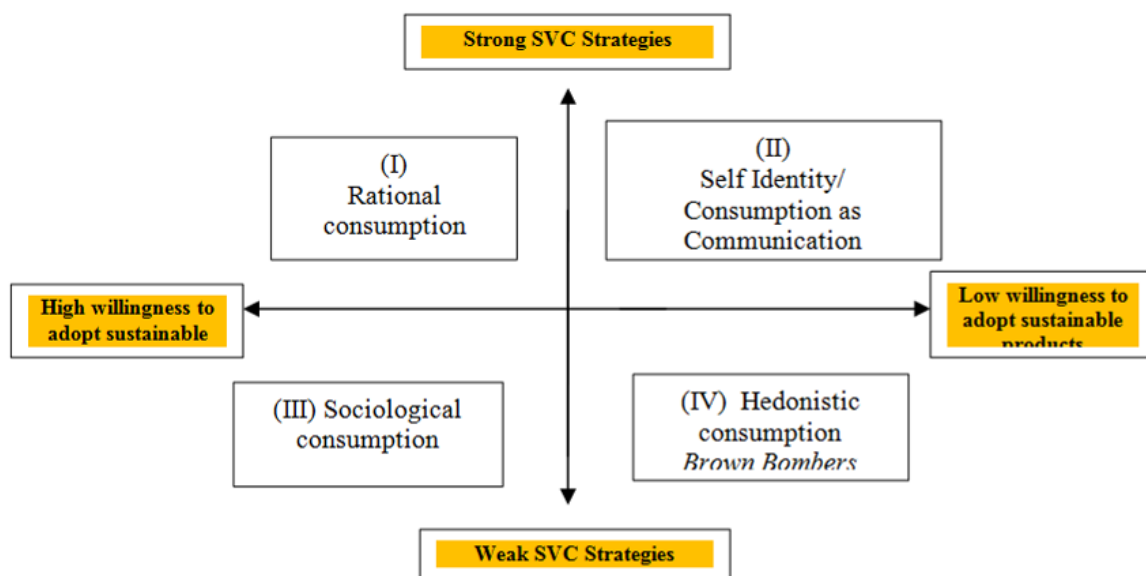 Strong SVC Strategies
(I)
Rational
consumption
(II)
Self Identity/
Consumption as
Communication
High willingness to
adopt sustainable
Low willingness to
adopt sustainable
products
(III) Sociological
consumption
(IV) Hedonistic
consumption
Brown Bombers
Weak SVC Strategies